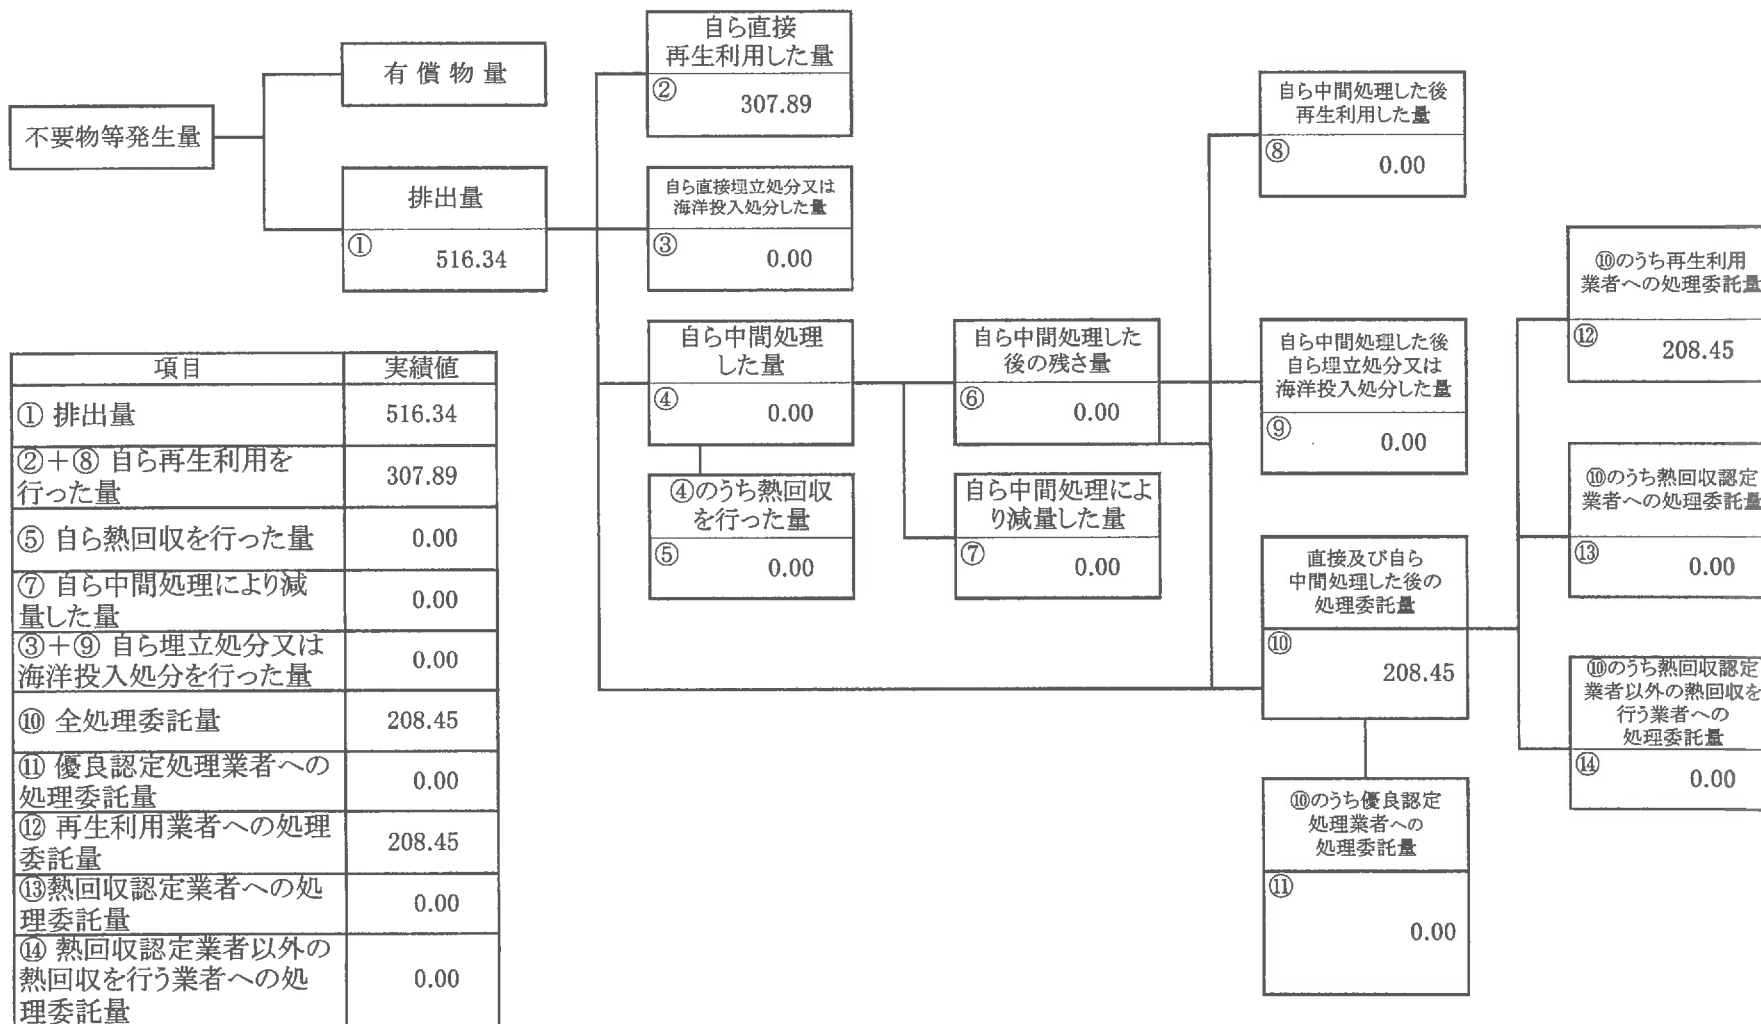 自ら直接
再生利用した量
② 307.89
有償物量
不要物等発生量
排出量
① 516.34
自ら直接埋立処分又は
海洋投入処分した量
③ 0.00
自ら中間処理
した量
④ 0.00
④のうち熱回収
を行った量
⑤ 0.00
自ら中間処理した
後の残さ量
⑥ 0.00
自ら中間処理によ
り減量した量
⑦ 0.00
自ら中間処理した後
再生利用した量
⑧ 0.00
自ら中間処理した後
自ら埋立処分又は
海洋投入処分した量
⑨ 0.00
直接及び自ら
中間処理した後の
処理委託量
⑩ 208.45
⑩のうち優良認定
処理業者への
処理委託量
⑪ 0.00
⑩のうち再生利用
業者への処理委託量
⑫ 208.45
⑩のうち熱回収認定
業者への処理委託量
⑬ 0.00
⑩のうち熱回収認定
業者以外の熱回収を
行う業者への
処理委託量
⑭ 0.00
項目 実績値
① 排出量 516.34
②+⑧ 自ら再生利用を
行った量 307.89
⑤ 自ら熱回収を行った量 0.00
⑦ 自ら中間処理により減
量した量 0.00
③+⑨ 自ら埋立処分又は
海洋投入処分を行った量 0.00
⑩ 全処理委託量 208.45
⑪ 優良認定処理業者への
処理委託量 0.00
⑫ 再生利用業者への処理
委託量 208.45
⑬熱回収認定業者への処
理委託量 0.00
⑭ 熱回収認定業者以外の
熱回収を行う業者への処
理委託量 0.00